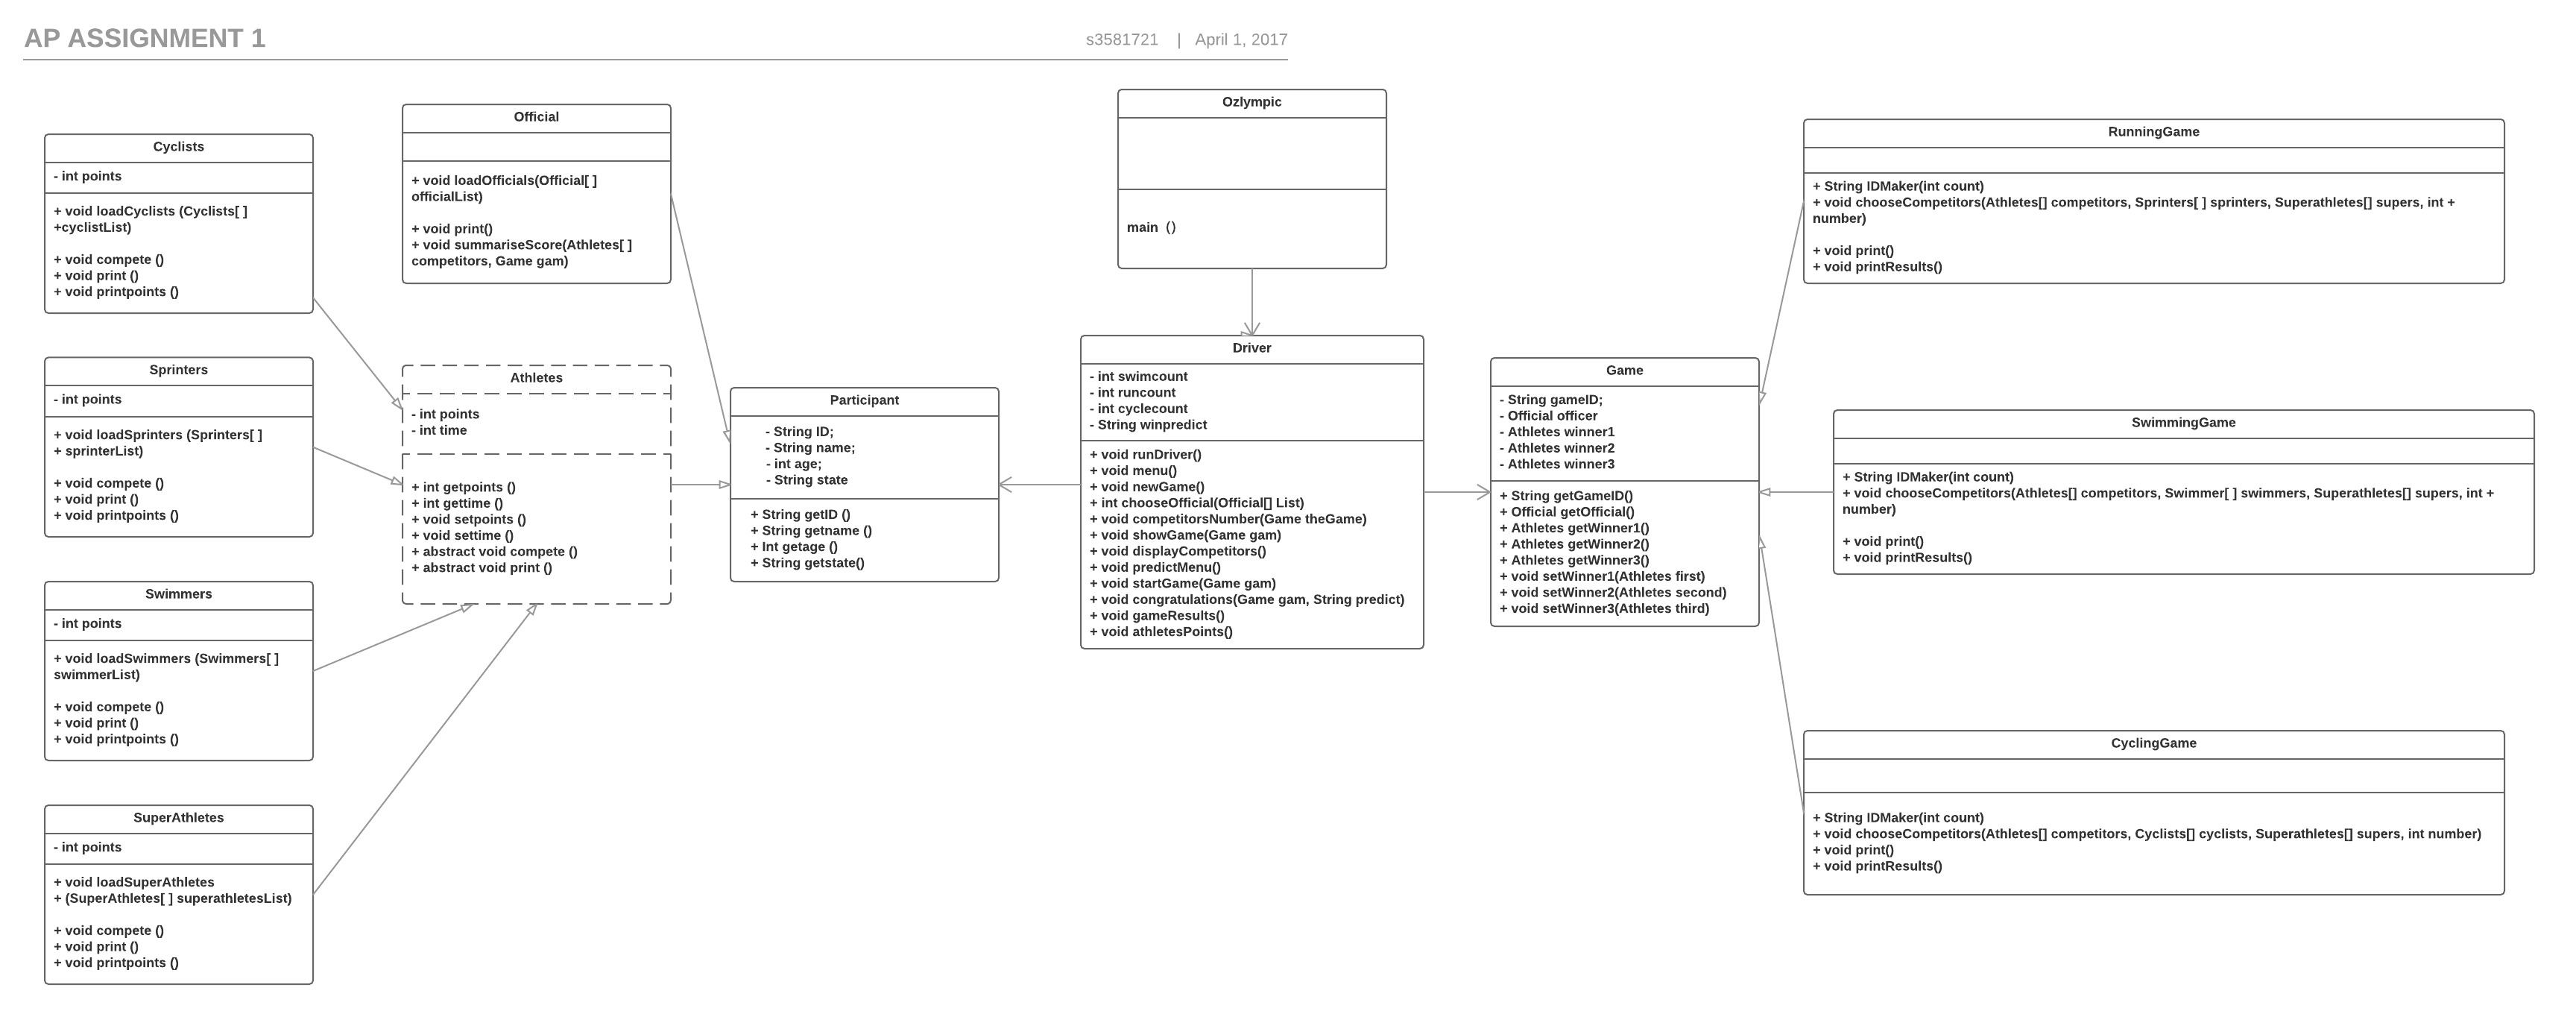 AP ASSIGNMENT 1
s3581721 | April 1, 2017
Cyclists
- int points
+ void loadCyclists (Cyclists[ ]
+cyclistList)
+ void compete ()
+ void print ()
+ void printpoints ()
Sprinters
- int points
+ void loadSprinters (Sprinters[ ]
+ sprinterList)
+ void compete ()
+ void print ()
+ void printpoints ()
Swimmers
- int points
+ void loadSwimmers (Swimmers[ ]
swimmerList)
+ void compete ()
+ void print ()
+ void printpoints ()
SuperAthletes
- int points
+ void loadSuperAthletes
+ (SuperAthletes[ ] superathletesList)
+ void compete ()
+ void print ()
+ void printpoints ()
Official
+ void loadOfficials(Official[ ]
officialList)
+ void print()
+ void summariseScore(Athletes[ ]
competitors, Game gam)
Athletes
- int points
- int time
+ int getpoints ()
+ int gettime ()
+ void setpoints ()
+ void settime ()
+ abstract void compete ()
+ abstract void print ()
Participant
- String ID;
- String name;
- int age;
- String state
+ String getID ()
+ String getname ()
+ Int getage ()
+ String getstate()
Ozlympic
main（）
Driver
- int swimcount
- int runcount
- int cyclecount
- String winpredict
+ void runDriver()
+ void menu()
+ void newGame()
+ int chooseOfficial(Official[] List)
+ void competitorsNumber(Game theGame)
+ void showGame(Game gam)
+ void displayCompetitors()
+ void predictMenu()
+ void startGame(Game gam)
+ void congratulations(Game gam, String predict)
+ void gameResults()
+ void athletesPoints()
Game
- String gameID;
- Official officer
- Athletes winner1
- Athletes winner2
- Athletes winner3
+ String getGameID()
+ Official getOfficial()
+ Athletes getWinner1()
+ Athletes getWinner2()
+ Athletes getWinner3()
+ void setWinner1(Athletes first)
+ void setWinner2(Athletes second)
+ void setWinner3(Athletes third)
RunningGame
+ String IDMaker(int count)
+ void chooseCompetitors(Athletes[] competitors, Sprinters[ ] sprinters, Superathletes[] supers, int +
number)
+ void print()
+ void printResults()
SwimmingGame
+ String IDMaker(int count)
+ void chooseCompetitors(Athletes[] competitors, Swimmer[ ] swimmers, Superathletes[] supers, int +
number)
+ void print()
+ void printResults()
CyclingGame
+ String IDMaker(int count)
+ void chooseCompetitors(Athletes[] competitors, Cyclists[] cyclists, Superathletes[] supers, int number)
+ void print()
+ void printResults()